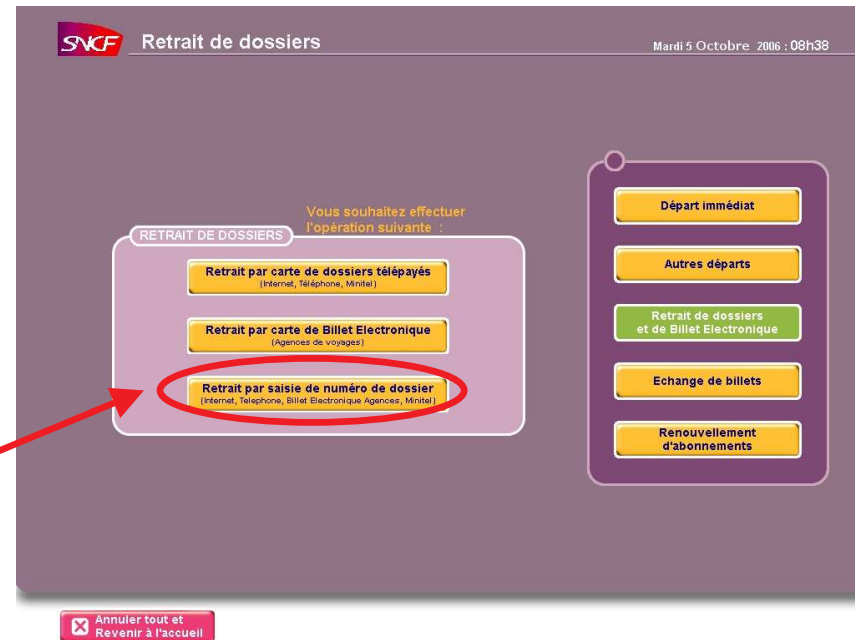 SNCF Retrait de dossiers
Mardi 5 Octobre 2006 : 08h38
Vous souhaitez effectuer
l'opération suivante :
RETRAIT DE DOSSIERS
Retrait par carte de dossiers télépayés
(Internet, Téléphone, Minitel)
Retrait par carte de Billet Electronique
(Agences de voyages)
Retrait par saisie de numéro de dossier
(Internet, Telephone, Billet Electronique Agences, Minitel)
Départ immédiat
Autres départs
Retrait de dossiers
et de Billet Electronique
Echange de billets
Renouvellement
d'abonnements
Annuler tout et
Revenir à l'accueil